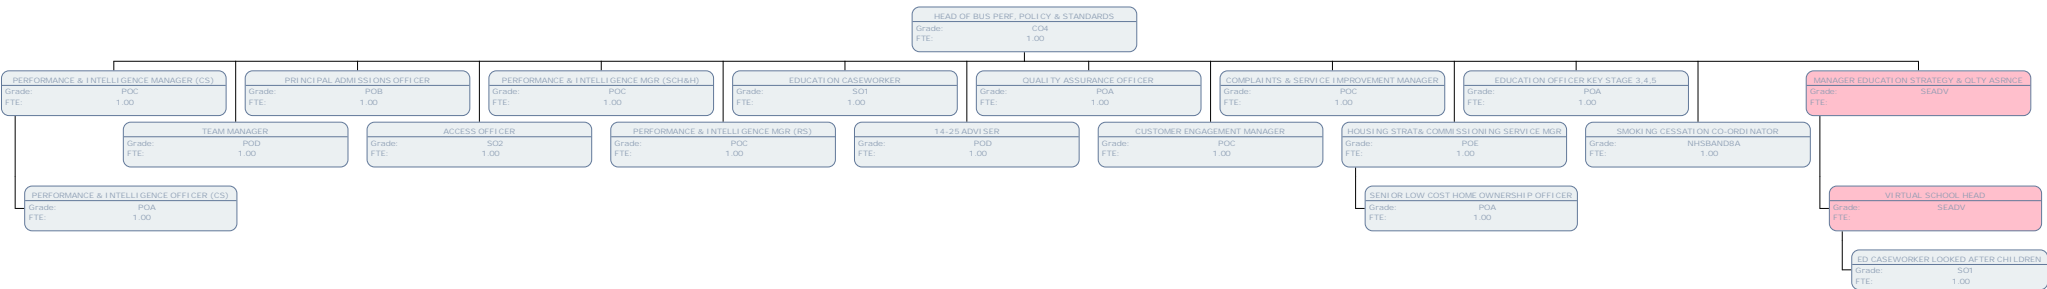 HEAD OF BUS PERF, POLICY & STANDARDS
Grade: CO4
FTE: 1.00
PERFORMANCE & INTELLIGENCE MANAGER (CS)
Grade: POC
FTE: 1.00
PRINCIPAL ADMISSIONS OFFICER
Grade: POB
FTE: 1.00
PERFORMANCE & INTELLIGENCE MGR (SCH&H)
Grade: POC
FTE: 1.00
EDUCATION CASEWORKER
Grade: SO1
FTE: 1.00
QUALITY ASSURANCE OFFICER
Grade: POA
FTE: 1.00
COMPLAINTS & SERVICE IMPROVEMENT MANAGER
Grade: POC
FTE: 1.00
EDUCATION OFFICER KEY STAGE 3,4,5
Grade: POA
FTE: 1.00
MANAGER EDUCATION STRATEGY & QLTY ASRNCE
Grade: SEADV
FTE:
TEAM MANAGER
Grade: POD
FTE: 1.00
ACCESS OFFICER
Grade: SO2
FTE: 1.00
PERFORMANCE & INTELLIGENCE MGR (RS)
Grade: POC
FTE: 1.00
14-25 ADVISER
Grade: POD
FTE: 1.00
CUSTOMER ENGAGEMENT MANAGER
Grade: POC
FTE: 1.00
HOUSING STRAT& COMMISSIONING SERVICE MGR
Grade: POE
FTE: 1.00
SMOKING CESSATION CO-ORDINATOR
Grade: NHSBAND8A
FTE: 1.00
PERFORMANCE & INTELLIGENCE OFFICER (CS)
Grade: POA
FTE: 1.00
SENIOR LOW COST HOME OWNERSHIP OFFICER
Grade: POA
FTE: 1.00
VIRTUAL SCHOOL HEAD
Grade: SEADV
FTE:
ED CASEWORKER LOOKED AFTER CHILDREN
Grade: SO1
FTE: 1.00